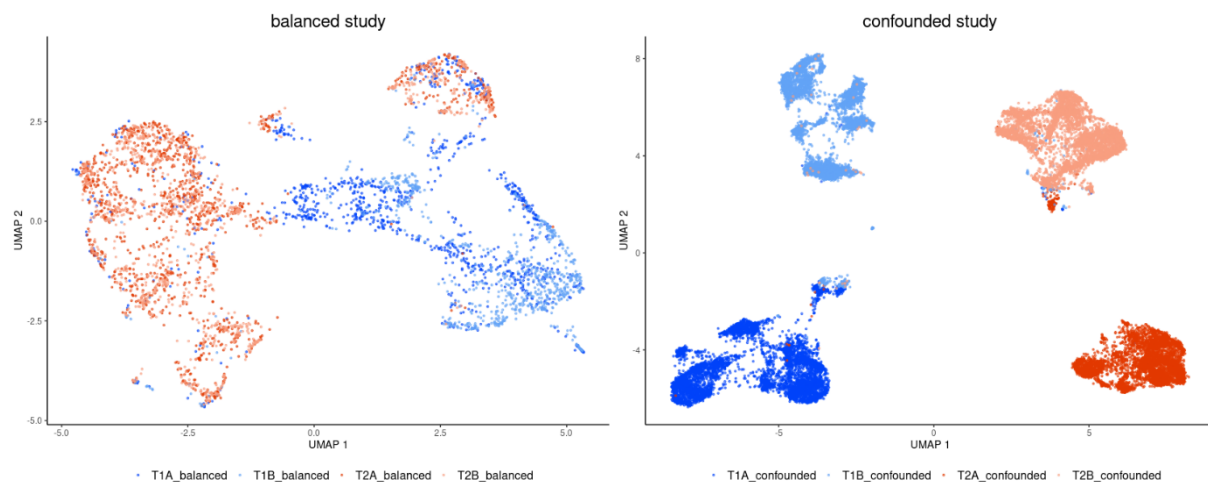 balanced study
UMAP 2
2.5
0.0
-2.5
-5.0
-5.0 -2.5 0.0 2.5 5.0
UMAP 1
T1A_balanced T1B_balanced T2A_balanced T2B_balanced
confounded study
UMAP 2
8
4
0
-4
-5 0 5
UMAP 1
T1A_confounded T1B_confounded T2A_confounded T2B_confounded